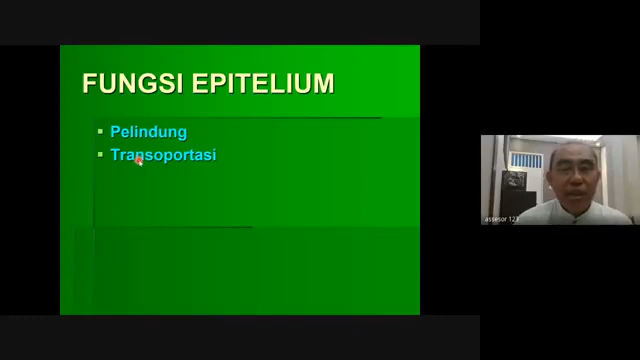 FUNGSI EPITELIUM
Pelindung
Transoportasi
assesor 123